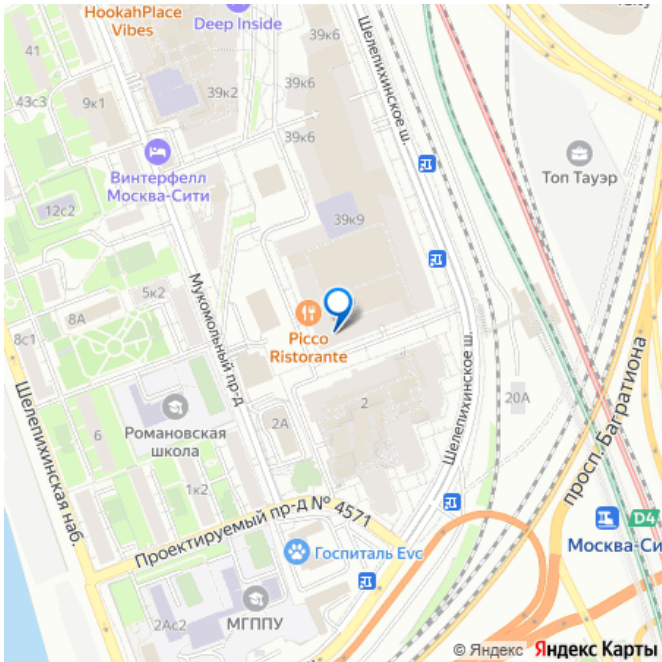 HookahPlace
Vibes
Deep Inside
39к6
41
43с3
9к1
39к2
39к6
39к6
Шелепихинское ш.
Винтерфелл
Москва-Сити
Топ Тауэр
12с2
39к9
5к2
8А
8с1
Мукомольный пр-д
Picco
Ristorante
Шелепихинское ш.
просп. Багратиона
20А
2
2А
Романовская
школа
6
1к2
Шелепихинская наб.
Проектируемый пр-д № 4571
D4
Москва-Си
Госпиталь Evc
МГППУ
2Ас2
© Яндекс Яндекс Карты